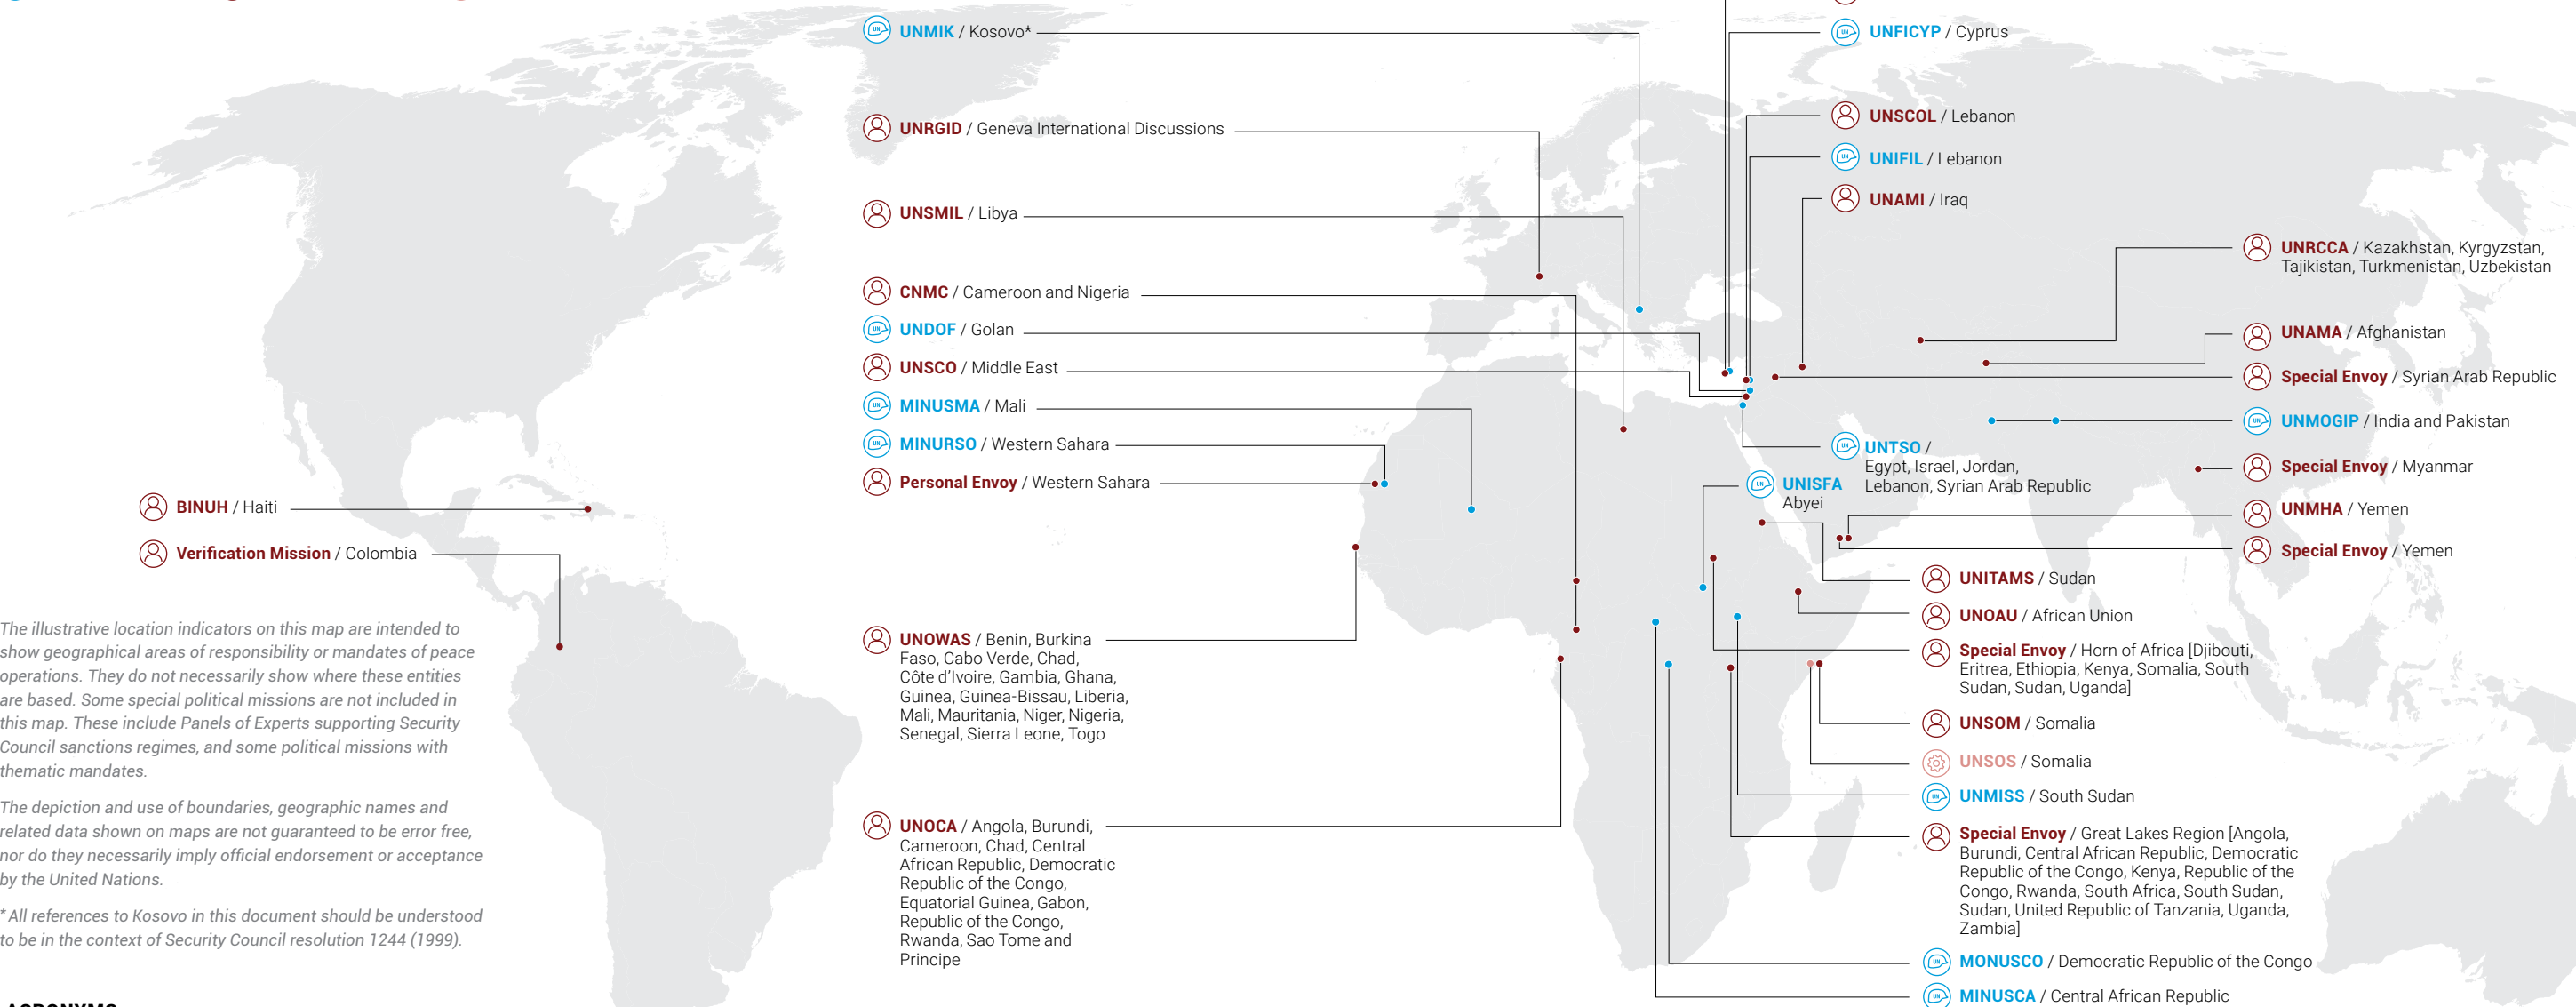 UNMIK / Kosovo*
UNRGID / Geneva International Discussions
UNSMIL / Libya
CNMC / Cameroon and Nigeria
UNDOF / Golan
UNSCO / Middle East
MINUSMA / Mali
MINURSO / Western Sahara
Personal Envoy / Western Sahara
BINUH / Haiti
Verification Mission / Colombia
UNOWAS / Benin, Burkina
Faso, Cabo Verde, Chad,
Côte d'Ivoire, Gambia, Ghana,
Guinea, Guinea-Bissau, Liberia,
Mali, Mauritania, Niger, Nigeria,
Senegal, Sierra Leone, Togo
UNOCA / Angola, Burundi,
Cameroon, Chad, Central
African Republic, Democratic
Republic of the Congo,
Equatorial Guinea, Gabon,
Republic of the Congo,
Rwanda, Sao Tome and
Principe
UNFICYP / Cyprus
UNSCOL / Lebanon
UNIFIL / Lebanon
UNAMI / Iraq
UNRCCA / Kazakhstan, Kyrgyzstan,
Tajikistan, Turkmenistan, Uzbekistan
UNAMA / Afghanistan
Special Envoy / Syrian Arab Republic
UNMOGIP / India and Pakistan
UNTSO /
Egypt, Israel, Jordan,
Lebanon, Syrian Arab Republic
Special Envoy / Myanmar
UNISFA
Abyei
UNMHA / Yemen
Special Envoy / Yemen
UNITAMS / Sudan
UNOAU / African Union
Special Envoy / Horn of Africa [Djibouti,
Eritrea, Ethiopia, Kenya, Somalia, South
Sudan, Sudan, Uganda]
UNSOM / Somalia
UNSOS / Somalia
UNMISS / South Sudan
Special Envoy / Great Lakes Region [Angola,
Burundi, Central African Republic, Democratic
Republic of the Congo, Kenya, Republic of the
Congo, Rwanda, South Africa, South Sudan,
Sudan, United Republic of Tanzania, Uganda,
Zambia]
MONUSCO / Democratic Republic of the Congo
MINUSCA / Central African Republic
The illustrative location indicators on this map are intended to
show geographical areas of responsibility or mandates of peace
operations. They do not necessarily show where these entities
are based. Some special political missions are not included in
this map. These include Panels of Experts supporting Security
Council sanctions regimes, and some political missions with
thematic mandates.
The depiction and use of boundaries, geographic names and
related data shown on maps are not guaranteed to be error free,
nor do they necessarily imply official endorsement or acceptance
by the United Nations.
* All references to Kosovo in this document should be understood
to be in the context of Security Council resolution 1244 (1999).
ACRONYMS